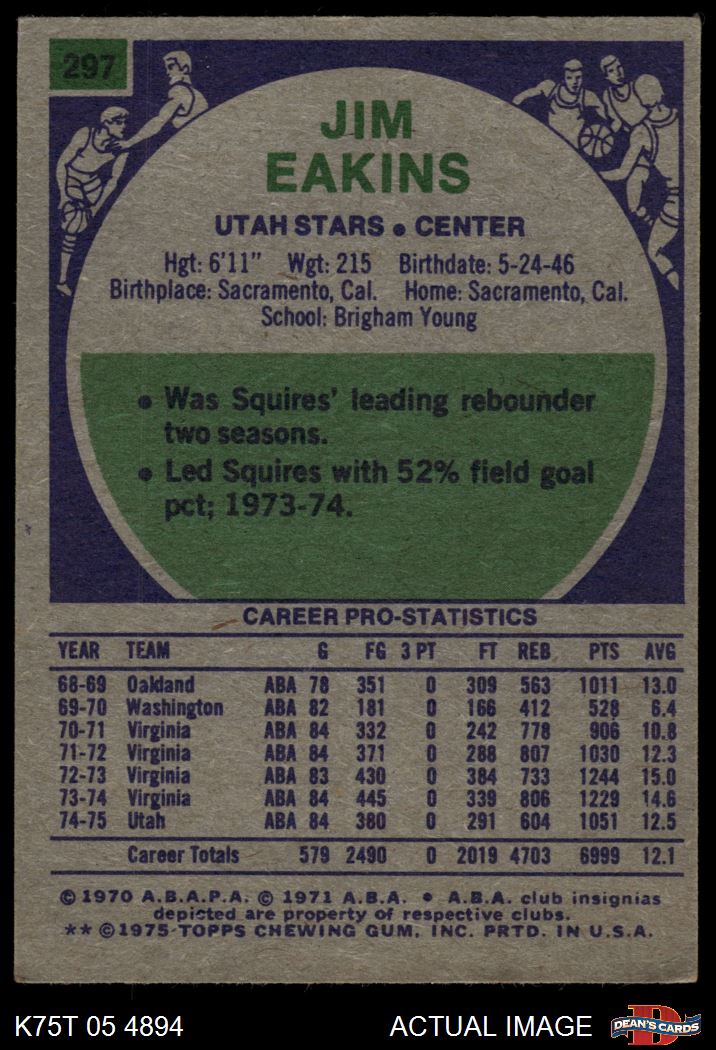 297
JIM
EAKINS
UTAH STARS • CENTER
Hgt: 6'11" Wgt: 215 Birthdate: 5-24-46
Birthplace: Sacramento, Cal. Home: Sacramento, Cal.
School: Brigham Young
• Was Squires' leading rebounder
two seasons.
• Led Squires with 52% field goal
pct; 1973-74.
CAREER PRO-STATISTICS
YEAR TEAM G FG 3 PT FT REB PTS AVG
68-69 Oakland ABA 78 351 0 309 563 1011 13.0
69-70 Washington ABA 82 181 0 166 412 528 6.4
70-71 Virginia ABA 84 332 0 242 778 906 10.8
71-72 Virginia ABA 84 371 0 288 807 1030 12.3
72-73 Virginia ABA 83 430 0 384 733 1244 15.0
73-74 Virginia ABA 84 445 0 339 806 1229 14.6
74-75 Utah ABA 84 380 0 291 604 1051 12.5
Career Totals 579 2490 0 2019 4703 6999 12.1
© 1970 A.B.A.P.A. © 1971 A.B.A. • A.B.A. club insignias
depicted are property of respective clubs.
** © 1975 TOPPS CHEWING GUM, INC. PRTD. IN U.S.A.
K75T 05 4894 ACTUAL IMAGE D DEAN'S CARDS